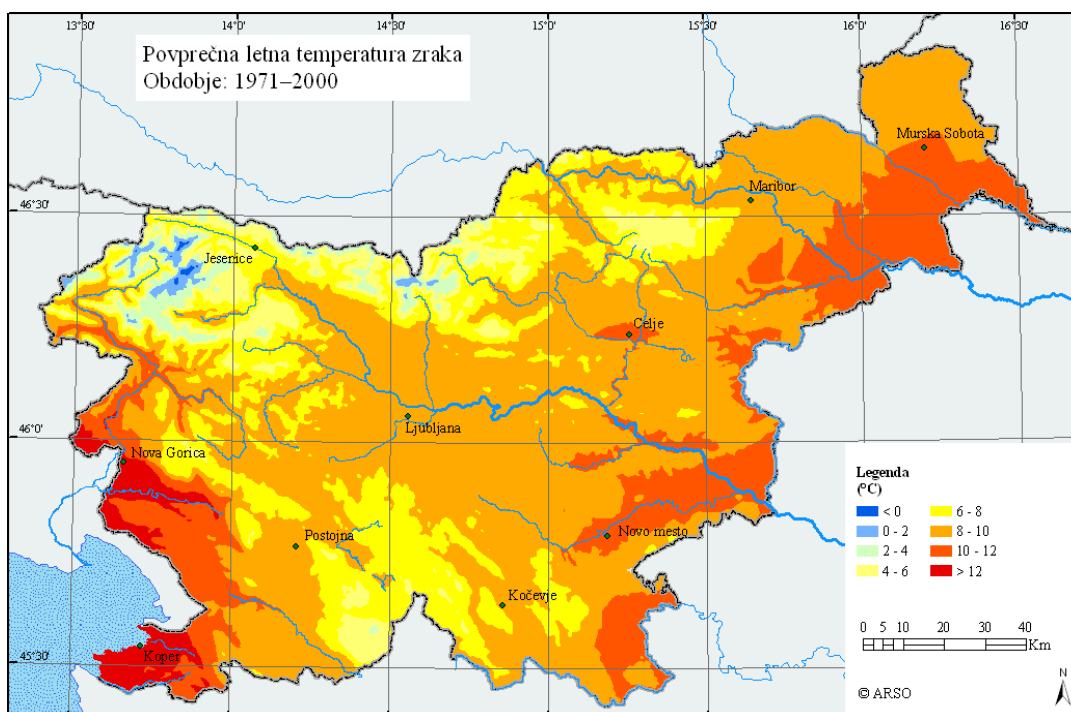 13°30'
14°0'
14°30'
15°0'
15°30'
16°0'
16°30'
Povprečna letna temperatura zraka
Obdobje: 1971–2000
Murska Sobota
Maribor
46°30'
Jesenice
Celje
Ljubljana
46°0'
Nova Gorica
Postojna
Novo mesto
Kočevje
Koper
45°30'
Legenda
(°C)
< 0
0 - 2
2 - 4
4 - 6
6 - 8
8 - 10
10 - 12
> 12
0 5 10 20 30 40
Km
© ARSO
N